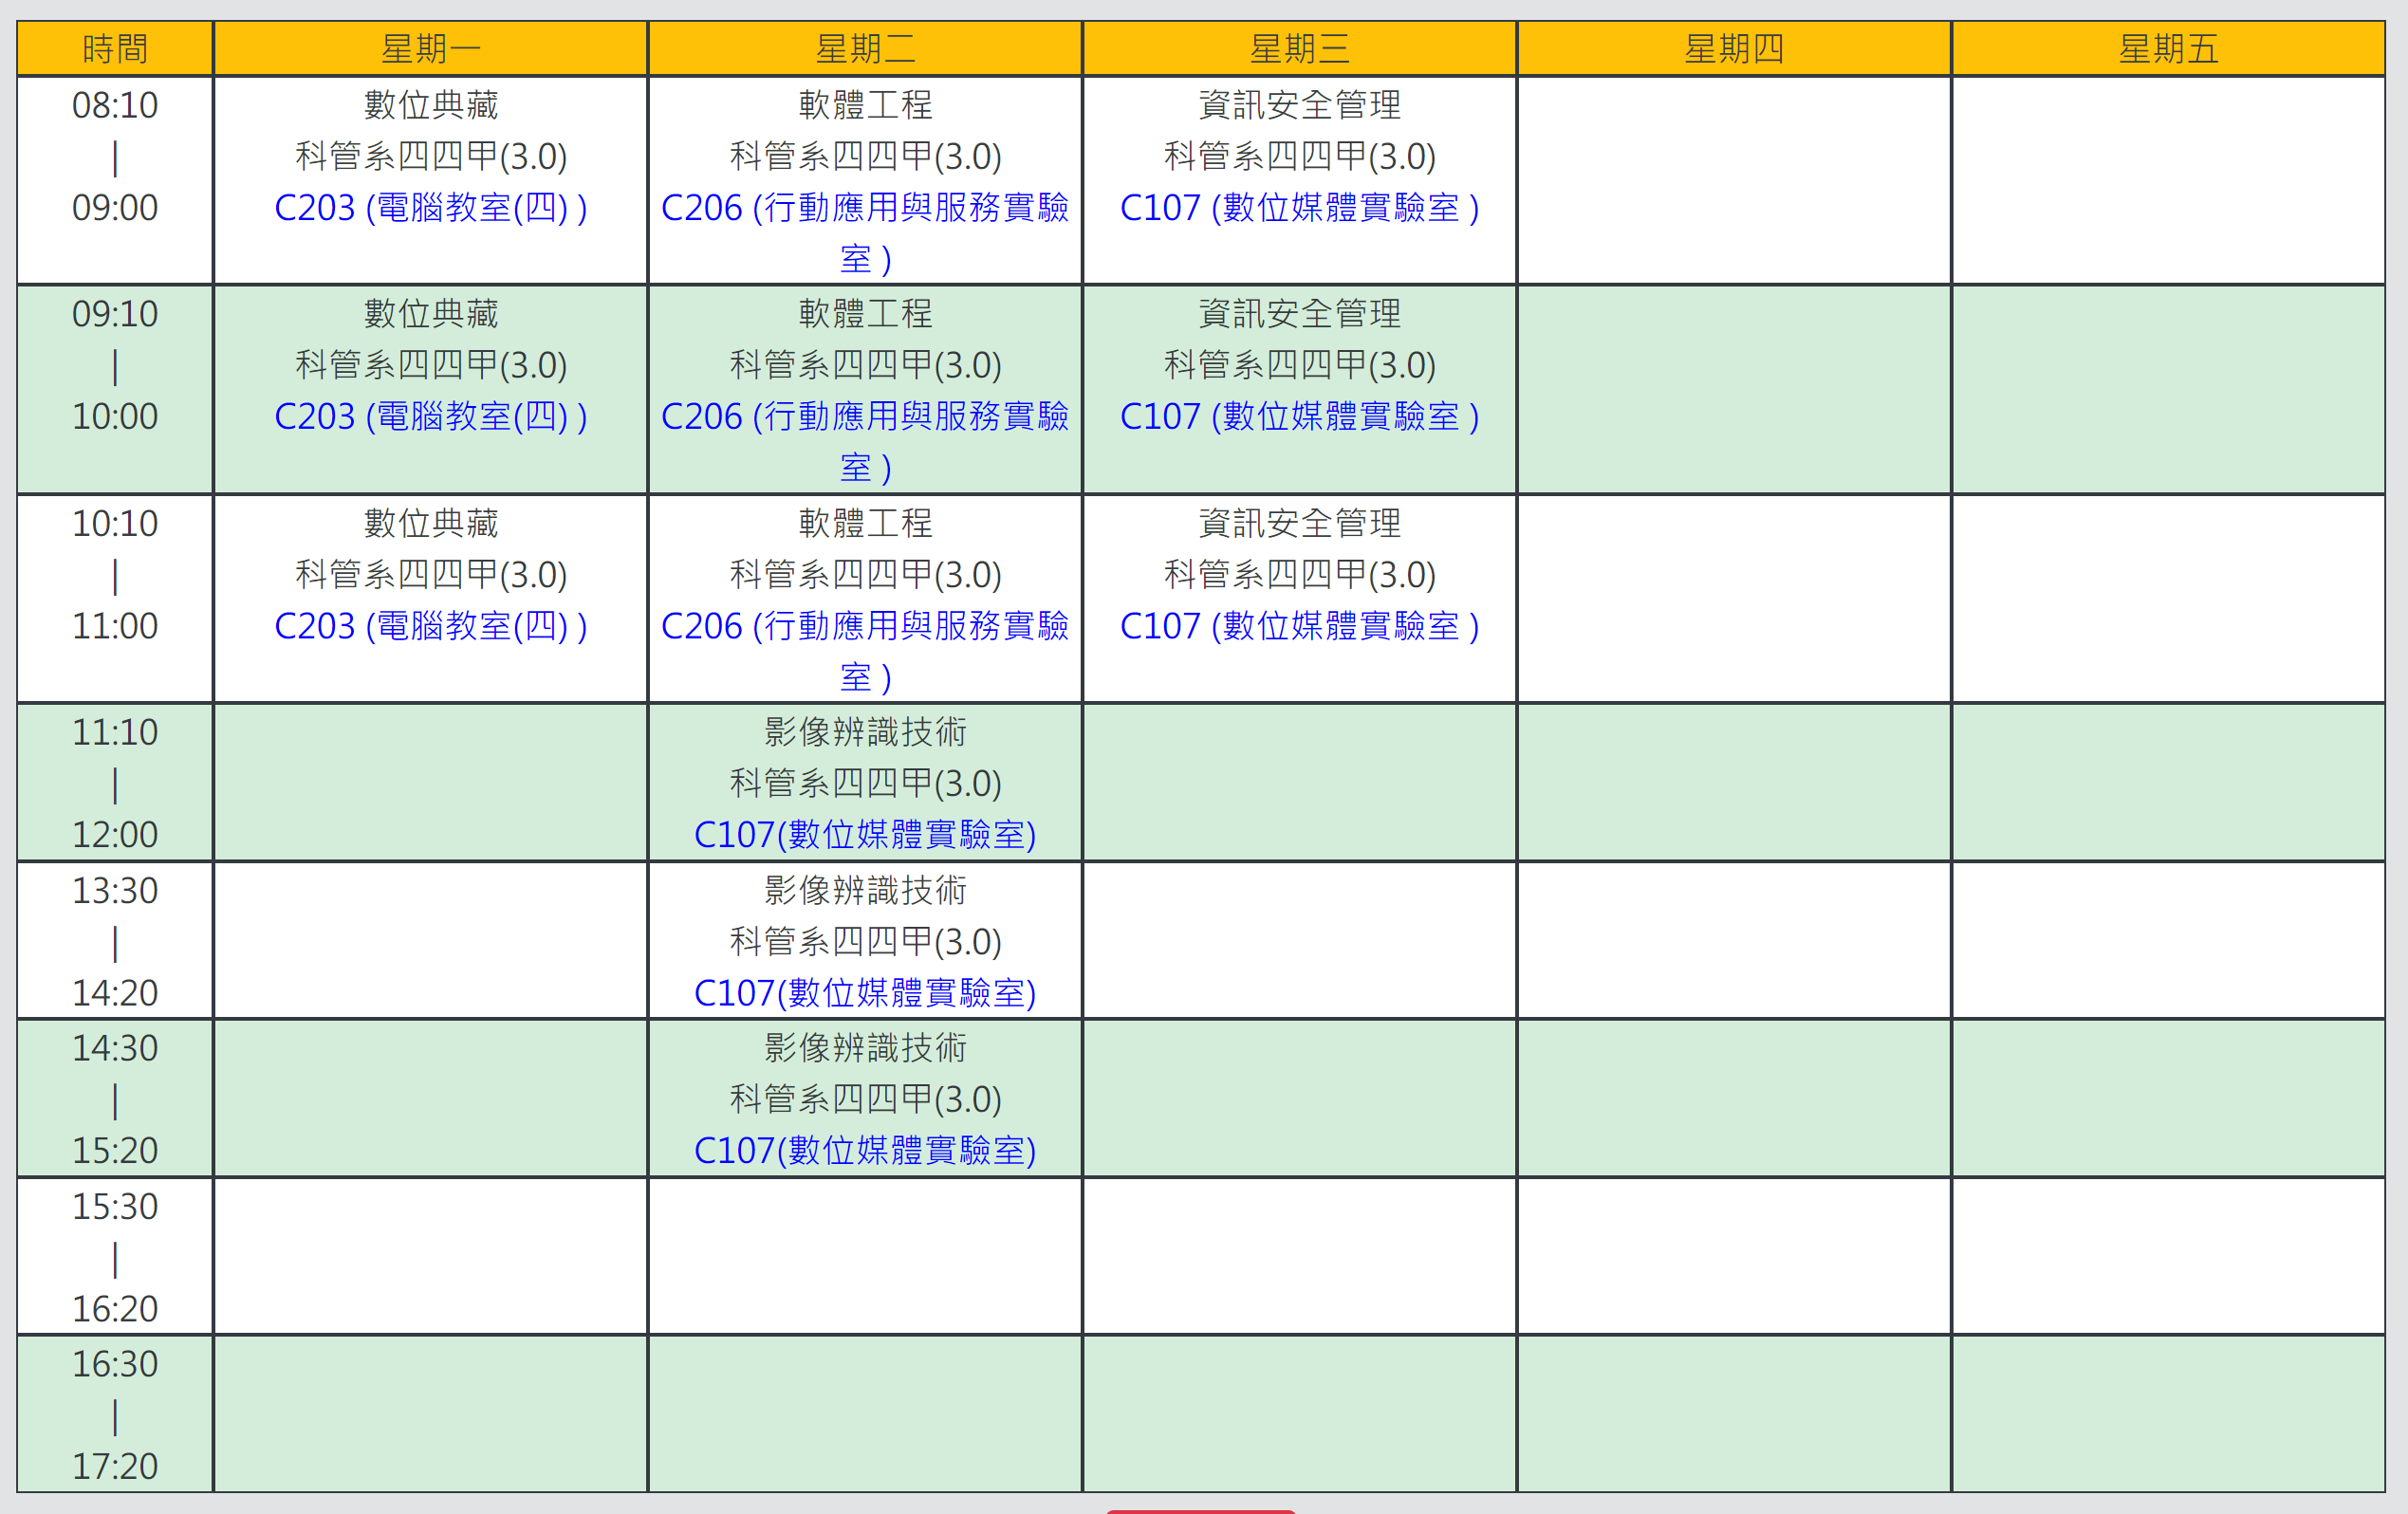 時間 星期一 星期二 星期三 星期四 星期五
08:10
|
09:00
數位典藏
科管系四四甲(3.0)
C203 (電腦教室(四) )
軟體工程
科管系四四甲(3.0)
C206 (行動應用與服務實驗
室 )
資訊安全管理
科管系四四甲(3.0)
C107 (數位媒體實驗室 )
09:10
|
10:00
數位典藏
科管系四四甲(3.0)
C203 (電腦教室(四) )
軟體工程
科管系四四甲(3.0)
C206 (行動應用與服務實驗
室 )
資訊安全管理
科管系四四甲(3.0)
C107 (數位媒體實驗室 )
10:10
|
11:00
數位典藏
科管系四四甲(3.0)
C203 (電腦教室(四) )
軟體工程
科管系四四甲(3.0)
C206 (行動應用與服務實驗
室 )
資訊安全管理
科管系四四甲(3.0)
C107 (數位媒體實驗室 )
11:10
|
12:00
影像辨識技術
科管系四四甲(3.0)
C107(數位媒體實驗室)
13:30
|
14:20
影像辨識技術
科管系四四甲(3.0)
C107(數位媒體實驗室)
14:30
|
15:20
影像辨識技術
科管系四四甲(3.0)
C107(數位媒體實驗室)
15:30
|
16:20
16:30
|
17:20